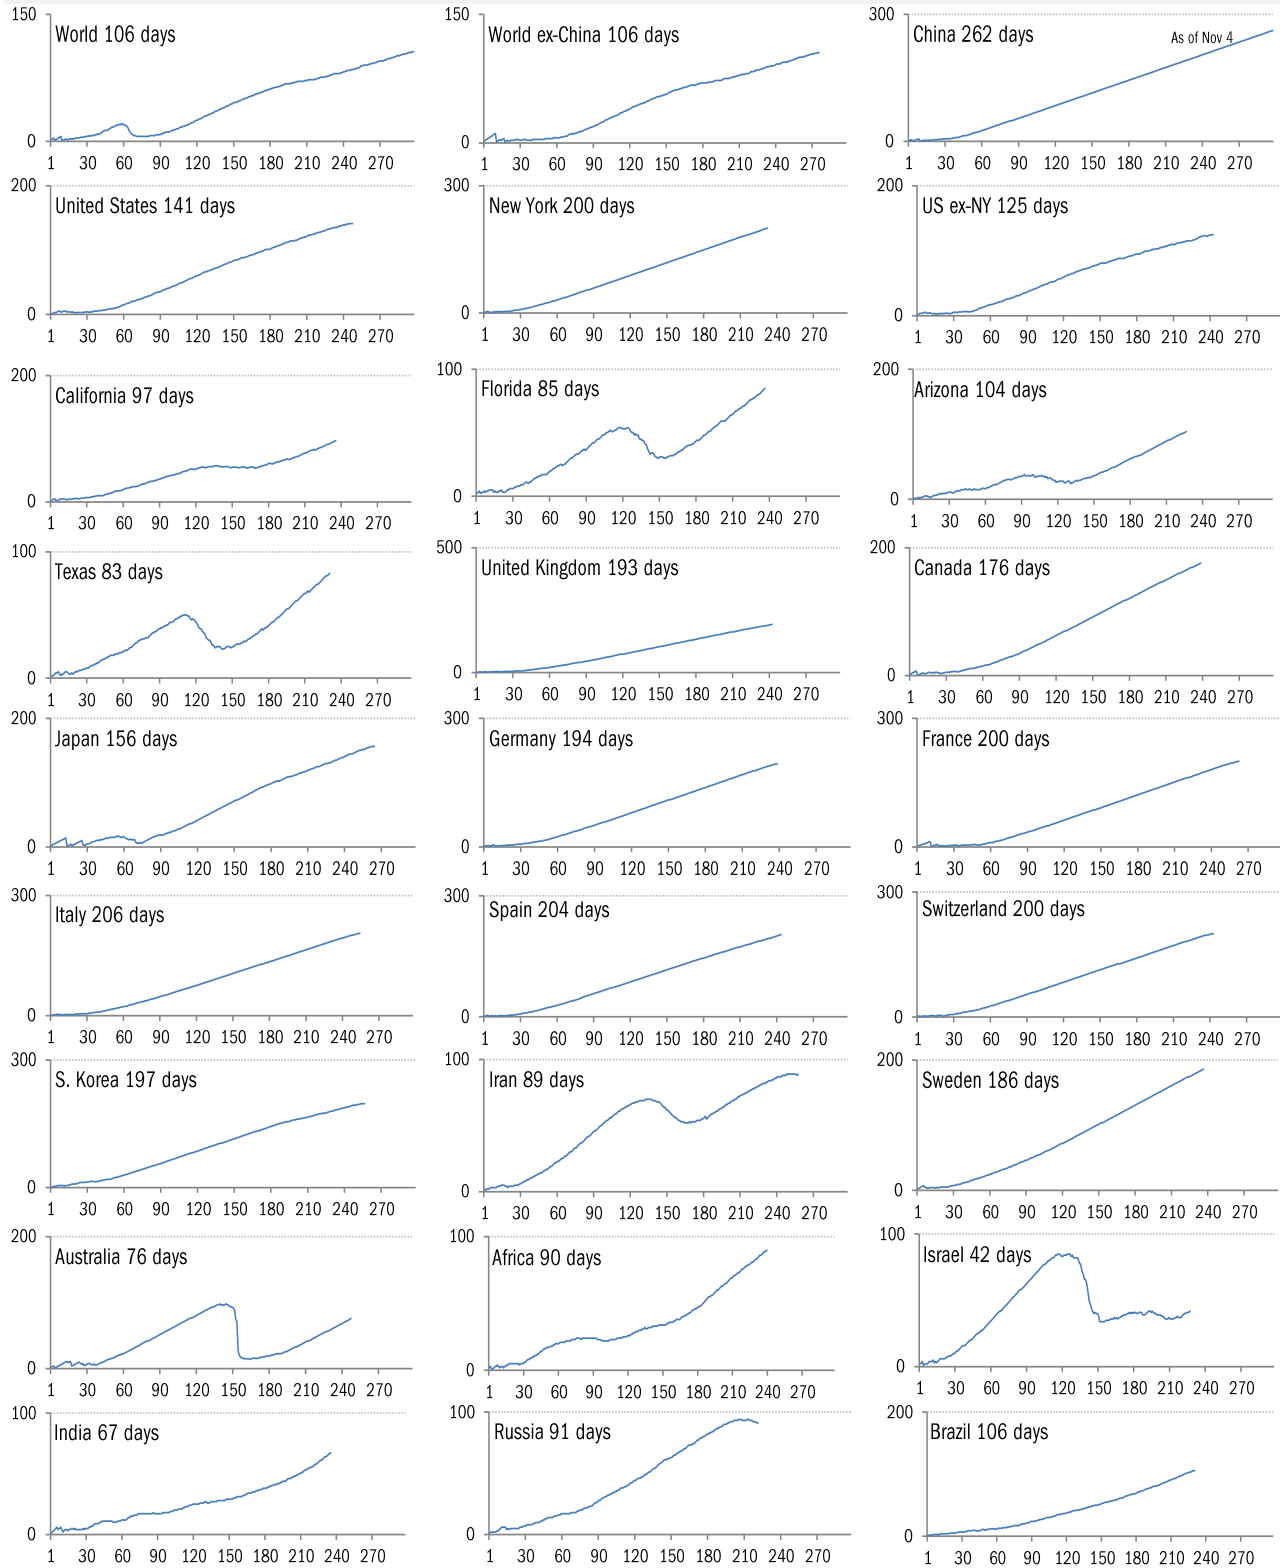 150
World 106 days
0
1 30 60 90 120 150 180 210 240 270
150
World ex-China 106 days
0
1 30 60 90 120 150 180 210 240 270
300
China 262 days
As of Nov 4
0
1 30 60 90 120 150 180 210 240 270
200
United States 141 days
0
1 30 60 90 120 150 180 210 240 270
300
New York 200 days
0
1 30 60 90 120 150 180 210 240 270
200
US ex-NY 125 days
0
1 30 60 90 120 150 180 210 240 270
200
California 97 days
0
1 30 60 90 120 150 180 210 240 270
100
Florida 85 days
0
1 30 60 90 120 150 180 210 240 270
200
Arizona 104 days
0
1 30 60 90 120 150 180 210 240 270
100
Texas 83 days
0
1 30 60 90 120 150 180 210 240 270
500
United Kingdom 193 days
0
1 30 60 90 120 150 180 210 240 270
200
Canada 176 days
0
1 30 60 90 120 150 180 210 240 270
200
Japan 156 days
0
1 30 60 90 120 150 180 210 240 270
300
Germany 194 days
0
1 30 60 90 120 150 180 210 240 270
300
France 200 days
0
1 30 60 90 120 150 180 210 240 270
300
Italy 206 days
0
1 30 60 90 120 150 180 210 240 270
300
Spain 204 days
0
1 30 60 90 120 150 180 210 240 270
300
Switzerland 200 days
0
1 30 60 90 120 150 180 210 240 270
300
S. Korea 197 days
0
1 30 60 90 120 150 180 210 240 270
100
Iran 89 days
0
1 30 60 90 120 150 180 210 240 270
200
Sweden 186 days
0
1 30 60 90 120 150 180 210 240 270
200
Australia 76 days
0
1 30 60 90 120 150 180 210 240 270
100
Africa 90 days
0
1 30 60 90 120 150 180 210 240 270
100
Israel 42 days
0
1 30 60 90 120 150 180 210 240 270
100
India 67 days
0
1 30 60 90 120 150 180 210 240 270
100
Russia 91 days
0
1 30 60 90 120 150 180 210 240 270
200
Brazil 106 days
0
1 30 60 90 120 150 180 210 240 270